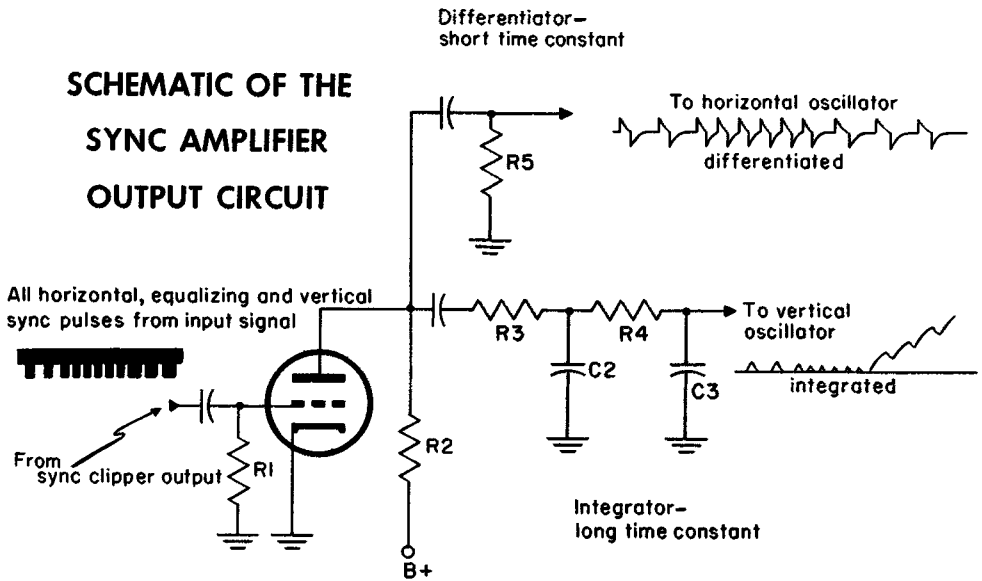 Differentiator–
short time constant
SCHEMATIC OF THE
SYNC AMPLIFIER
OUTPUT CIRCUIT
To horizontal oscillator
differentiated
R5
All horizontal, equalizing and vertical
sync pulses from input signal
R3
R4
To vertical
oscillator
C2
C3
integrated
R2
From
sync clipper output
R1
Integrator–
long time constant
B+